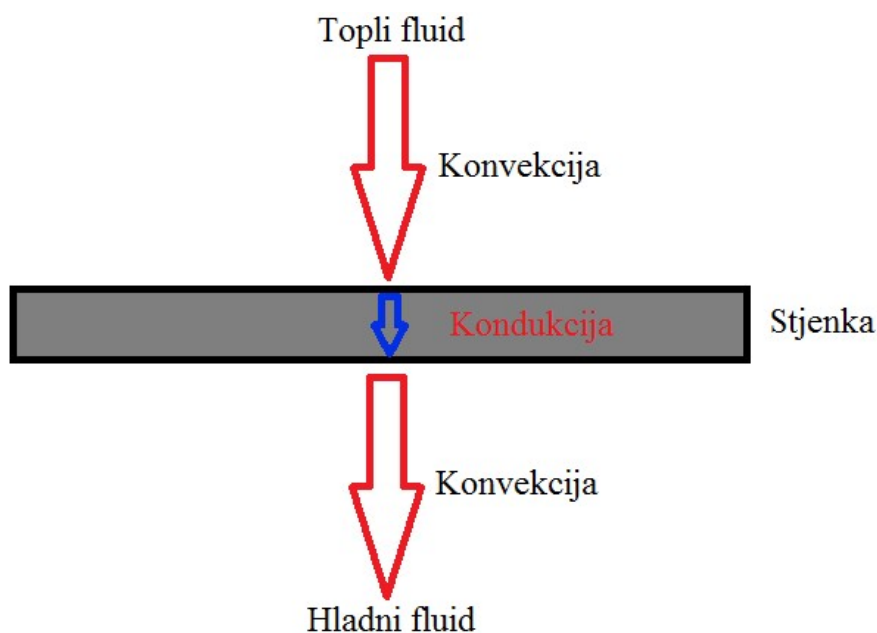 Topli fluid
Konvekcija
Kondukcija
Stjenka
Konvekcija
Hladni fluid